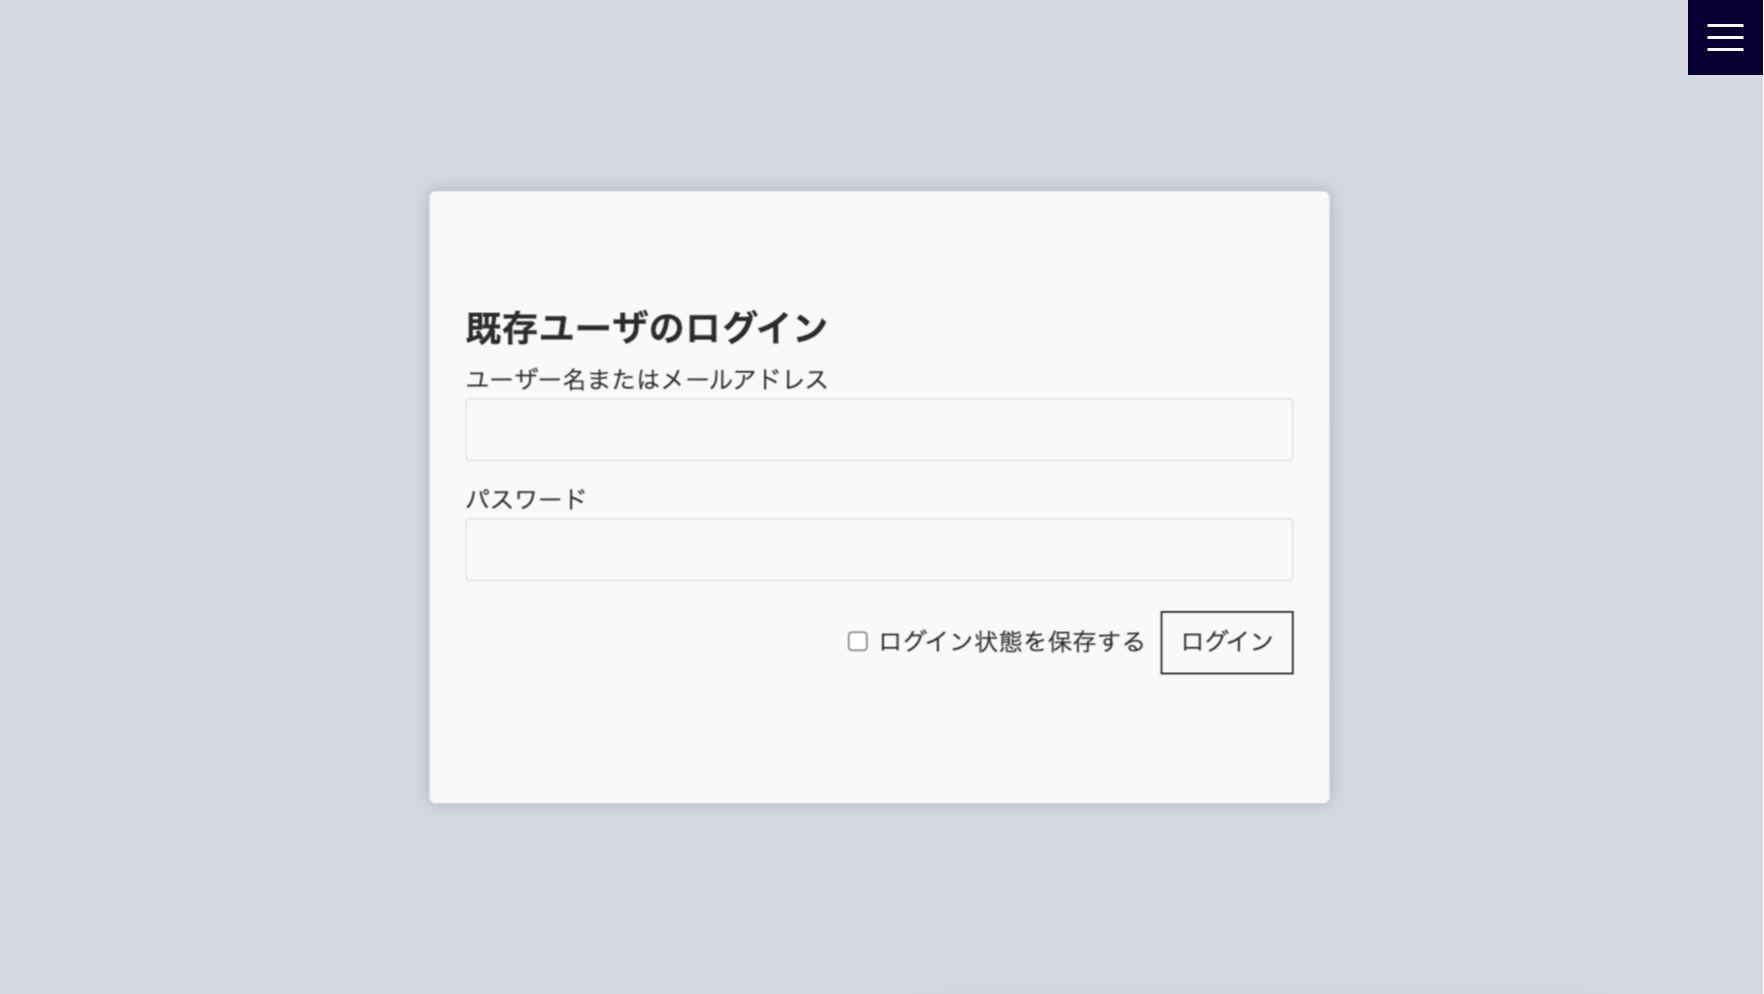 既存ユーザのログイン
ユーザー名またはメールアドレス
パスワード
ログイン状態を保存する ログイン